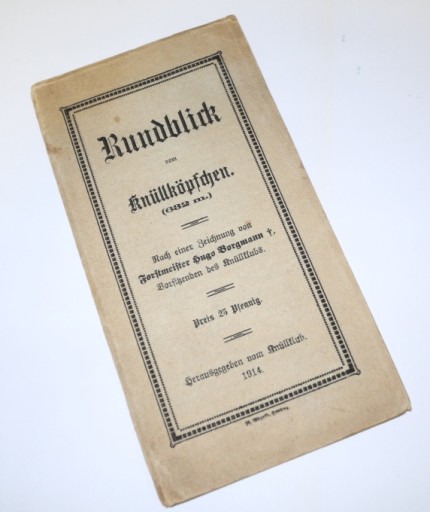 Rundblick
vom
Knüllköpfchen.
(632 m.)
Nach einer Zeichnung von
Forstmeister Hugo Borgmann †,
Vorsitzenden des Knüllklubs.
Preis 25 Pfennig.
Herausgegeben vom Knüllklub.
1914.